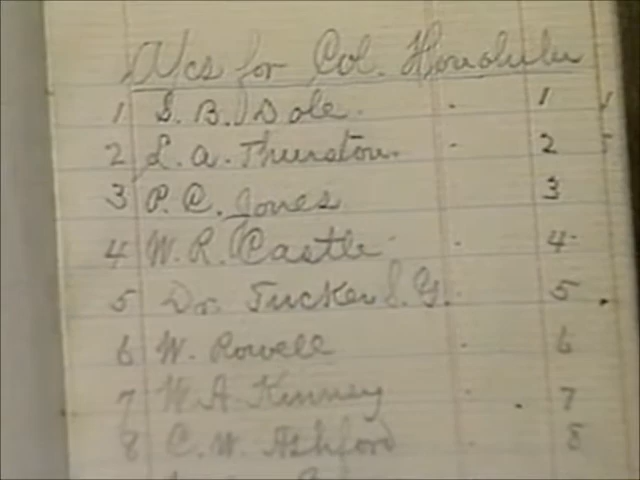 A/cs for Col. Honolulu
1 S. B. Dole. 1
2 L. A. Thurston. 2
3 P. C. Jones 3
4 W. R. Castle 4
5 Dr. Tucker S. G. 5
6 W. Rowell 6
7 W A Kinney 7
8 C. W. Ashford 8